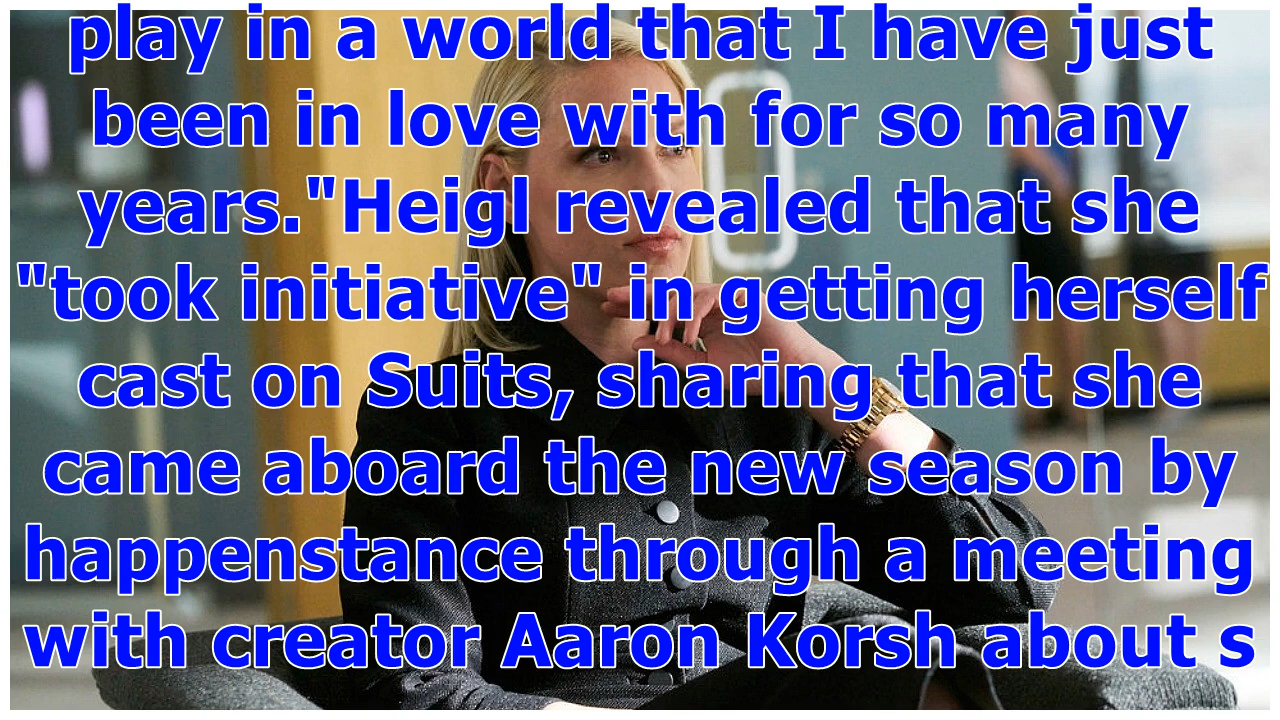 play in a world that I have just
been in love with for so many
years."Heigl revealed that she
"took initiative" in getting herself
cast on Suits, sharing that she
came aboard the new season by
happenstance through a meeting
with creator Aaron Korsh about s